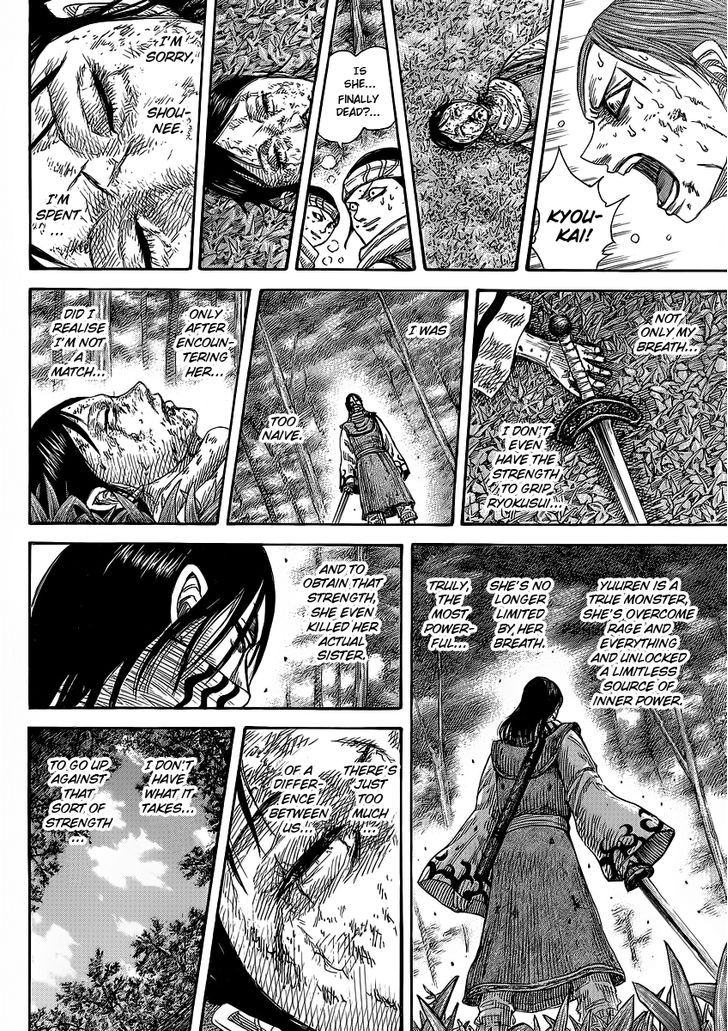 KYOU-
KAI!
IS
SHE...
FINALLY
DEAD?...
I'M
SORRY,
SHOU-
NEE.
I'M
SPENT.
...
NOT
ONLY MY
BREATH...
I DON'T
EVEN
HAVE THE
STRENGTH
TO GRIP
RYOKUSUI...
I WAS
TOO
NAIVE.
ONLY
AFTER
ENCOUN-
TERING
HER...
DID I
REALISE
I'M NOT
A
MATCH...
YUUREN IS A
TRUE MONSTER,
SHE'S OVERCOME
RAGE AND
EVERYTHING
AND UNLOCKED
A LIMITLESS
SOURCE OF
INNER POWER.
SHE'S NO
LONGER
LIMITED
BY HER
BREATH.
TRULY,
THE
MOST
POWER-
FUL...
AND TO
OBTAIN THAT
STRENGTH,
SHE EVEN
KILLED HER
ACTUAL
SISTER.
THERE'S
JUST
TOO
MUCH
...
OF A
DIFFER-
ENCE
BETWEEN
US!...
I DON'T
HAVE
WHAT IT
TAKES...
TO GO UP
AGAINST
THAT
SORT OF
STRENGTH
...